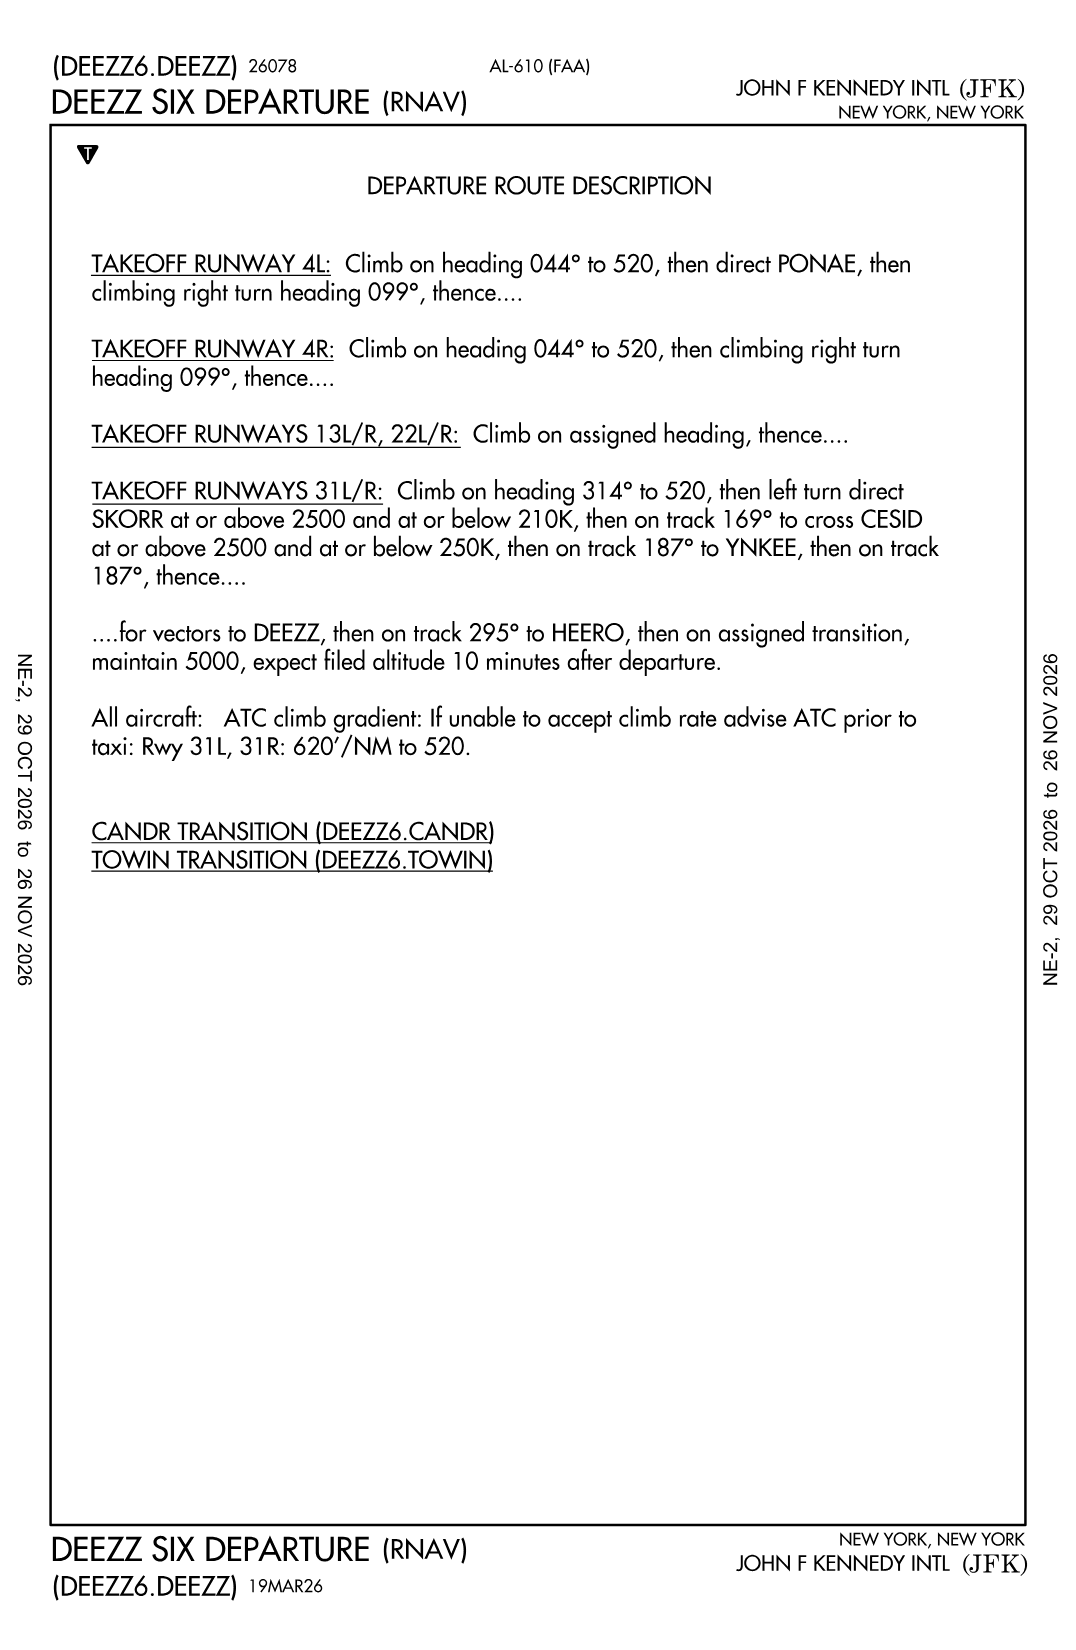 (DEEZZ6.DEEZZ) 26078
AL-610 (FAA)
DEEZZ SIX DEPARTURE (RNAV)
JOHN F KENNEDY INTL (JFK)
NEW YORK, NEW YORK
T
DEPARTURE ROUTE DESCRIPTION
TAKEOFF RUNWAY 4L: Climb on heading 044° to 520, then direct PONAE, then
climbing right turn heading 099°, thence....
TAKEOFF RUNWAY 4R: Climb on heading 044° to 520, then climbing right turn
heading 099°, thence....
TAKEOFF RUNWAYS 13L/R, 22L/R: Climb on assigned heading, thence....
TAKEOFF RUNWAYS 31L/R: Climb on heading 314° to 520, then left turn direct
SKORR at or above 2500 and at or below 210K, then on track 169° to cross CESID
at or above 2500 and at or below 250K, then on track 187° to YNKEE, then on track
187°, thence....
....for vectors to DEEZZ, then on track 295° to HEERO, then on assigned transition,
maintain 5000, expect filed altitude 10 minutes after departure.
All aircraft: ATC climb gradient: If unable to accept climb rate advise ATC prior to
taxi: Rwy 31L, 31R: 620’/NM to 520.
CANDR TRANSITION (DEEZZ6.CANDR)
TOWIN TRANSITION (DEEZZ6.TOWIN)
NE-2, 29 OCT 2026 to 26 NOV 2026
NE-2, 29 OCT 2026 to 26 NOV 2026
DEEZZ SIX DEPARTURE (RNAV)
(DEEZZ6.DEEZZ) 19MAR26
NEW YORK, NEW YORK
JOHN F KENNEDY INTL (JFK)